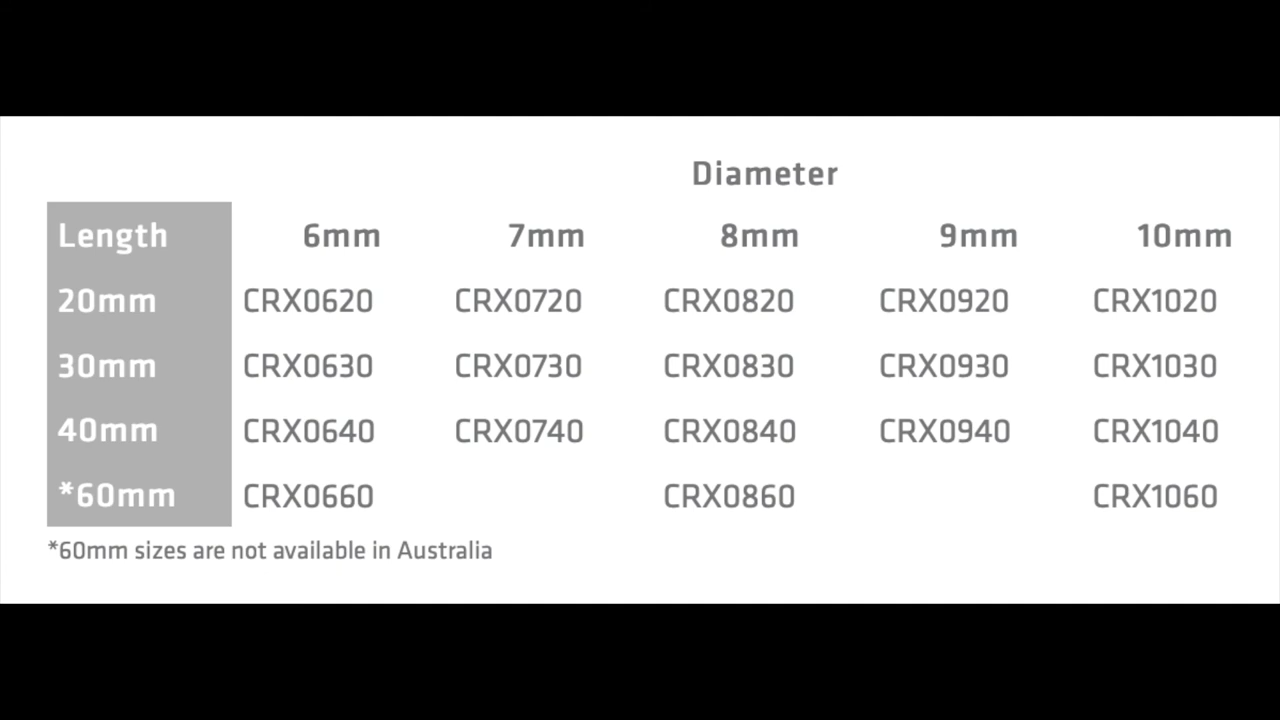 Diameter
Length 6mm 7mm 8mm 9mm 10mm
20mm CRX0620 CRX0720 CRX0820 CRX0920 CRX1020
30mm CRX0630 CRX0730 CRX0830 CRX0930 CRX1030
40mm CRX0640 CRX0740 CRX0840 CRX0940 CRX1040
*60mm CRX0660 CRX0860 CRX1060
*60mm sizes are not available in Australia